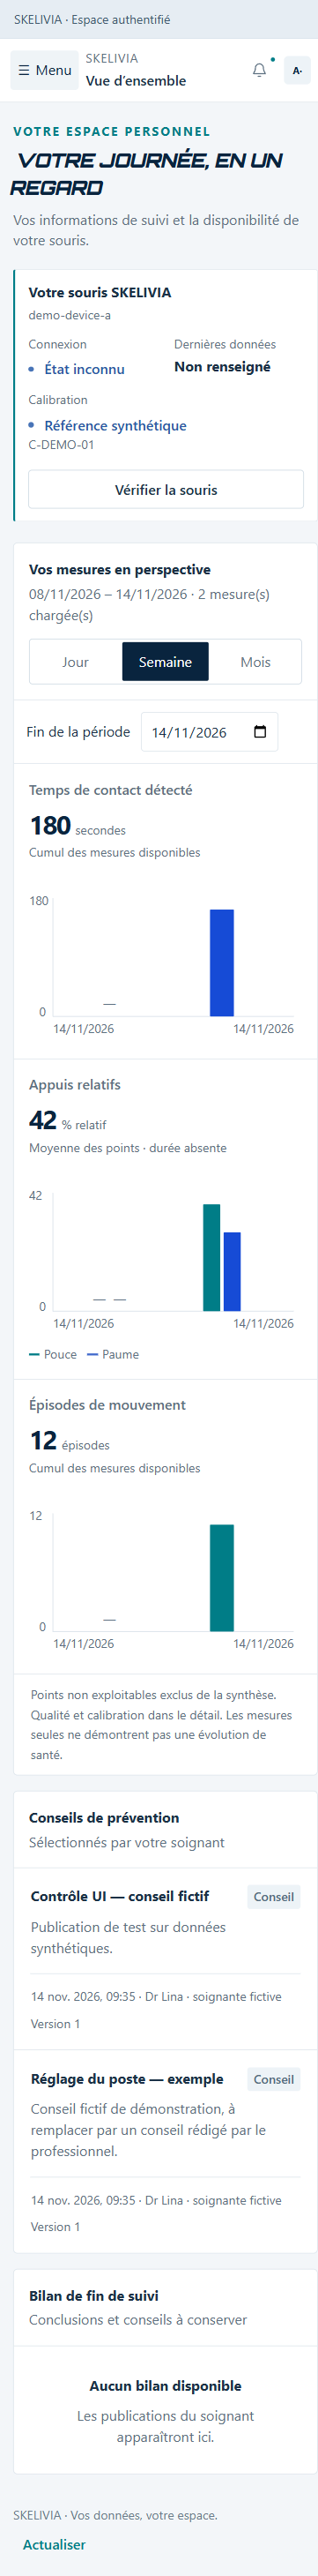 SKELIVIA · Espace authentifié
☰ Menu
SKELIVIA
Vue d’ensemble
A·
VOTRE ESPACE PERSONNEL
VOTRE JOURNÉE, EN UN
REGARD
Vos informations de suivi et la disponibilité de
votre souris.
Votre souris SKELIVIA
demo-device-a
Connexion
État inconnu
Dernières données
Non renseigné
Calibration
Référence synthétique
C-DEMO-01
Vérifier la souris
Vos mesures en perspective
08/11/2026 – 14/11/2026 · 2 mesure(s)
chargée(s)
Jour Semaine Mois
Fin de la période 14/11/2026
Temps de contact détecté
180 secondes
Cumul des mesures disponibles
180
0
14/11/2026 14/11/2026
Appuis relatifs
42 % relatif
Moyenne des points · durée absente
42
0
14/11/2026 14/11/2026
Pouce Paume
Épisodes de mouvement
12 épisodes
Cumul des mesures disponibles
12
0
14/11/2026 14/11/2026
Points non exploitables exclus de la synthèse.
Qualité et calibration dans le détail. Les mesures
seules ne démontrent pas une évolution de
santé.
Conseils de prévention
Sélectionnés par votre soignant
Contrôle UI — conseil fictif Conseil
Publication de test sur données
synthétiques.
14 nov. 2026, 09:35 · Dr Lina · soignante fictive
Version 1
Réglage du poste — exemple Conseil
Conseil fictif de démonstration, à
remplacer par un conseil rédigé par le
professionnel.
14 nov. 2026, 09:35 · Dr Lina · soignante fictive
Version 1
Bilan de fin de suivi
Conclusions et conseils à conserver
Aucun bilan disponible
Les publications du soignant
apparaîtront ici.
SKELIVIA · Vos données, votre espace.
Actualiser